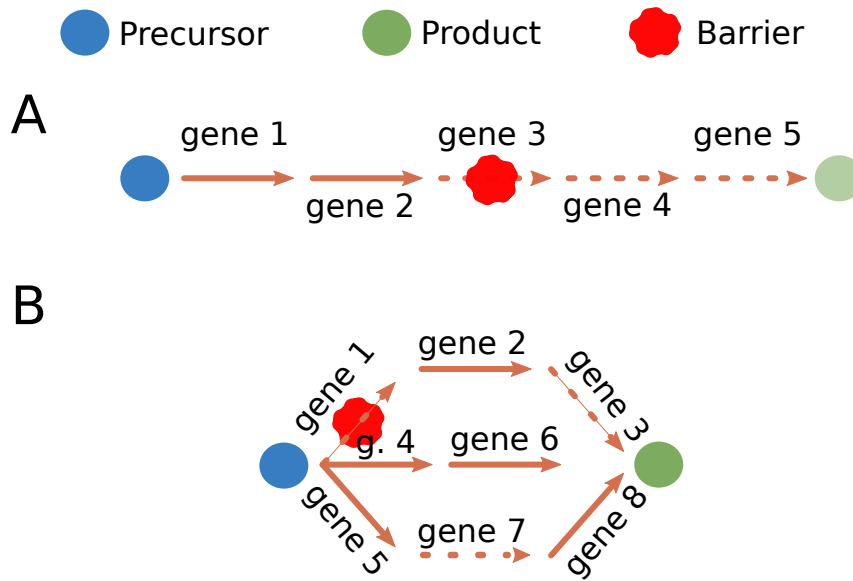 Precursor
Product
Barrier
A
gene 1
gene 2
gene 3
gene 4
gene 5
B
gene 1
gene 2
gene 3
g. 4
gene 6
gene 5
gene 7
gene 8